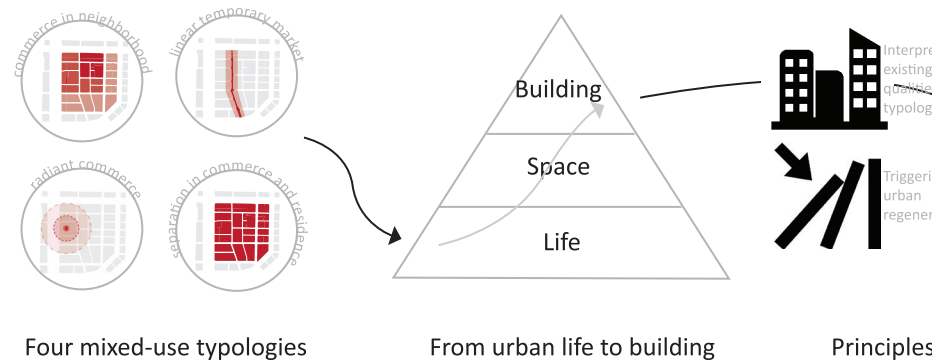 commerce in neighborhood
linear temporary market
radiant commerce
separation in commerce and residence
Building
Space
Life
Interpre
existing
qualitie
typolog
Triggeri
urban
regener
Four mixed-use typologies
From urban life to building
Principles